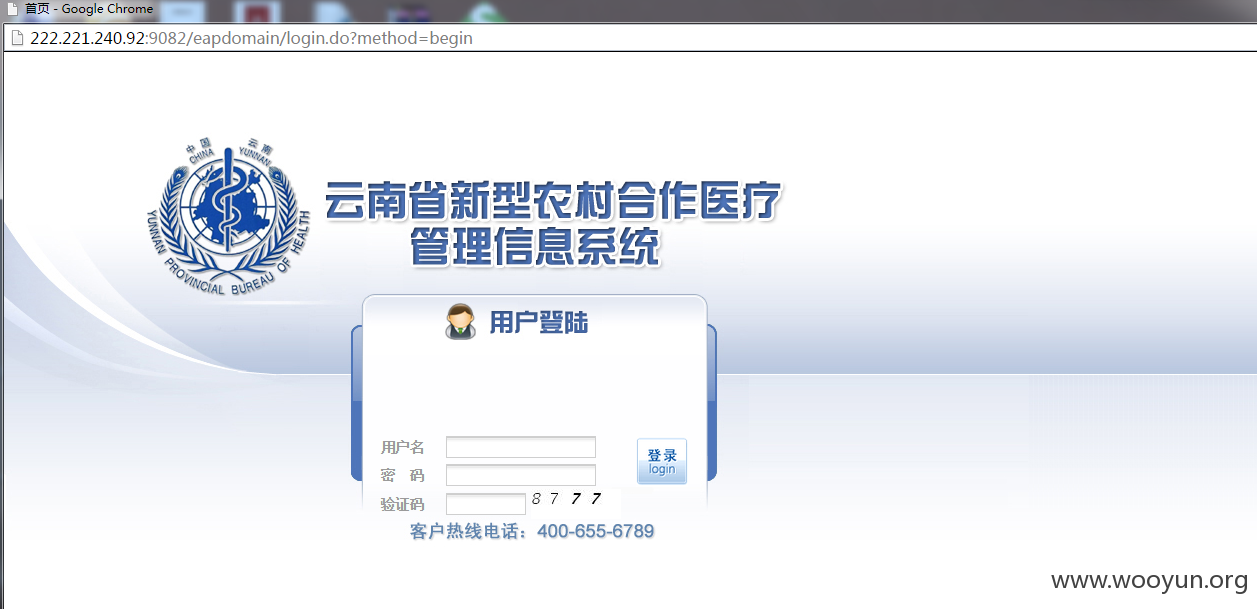 首页 - Google Chrome
222.221.240.92:9082/eapdomain/login.do?method=begin
中国 云南
CHINA YUNNAN
YUNNAN PROVINCIAL BUREAU OF HEALTH
云南省新型农村合作医疗
管理信息系统
用户登陆
用户名
密 码
登录
login
验证码 8 7 7 7
客户热线电话：400-655-6789
www.wooyun.org